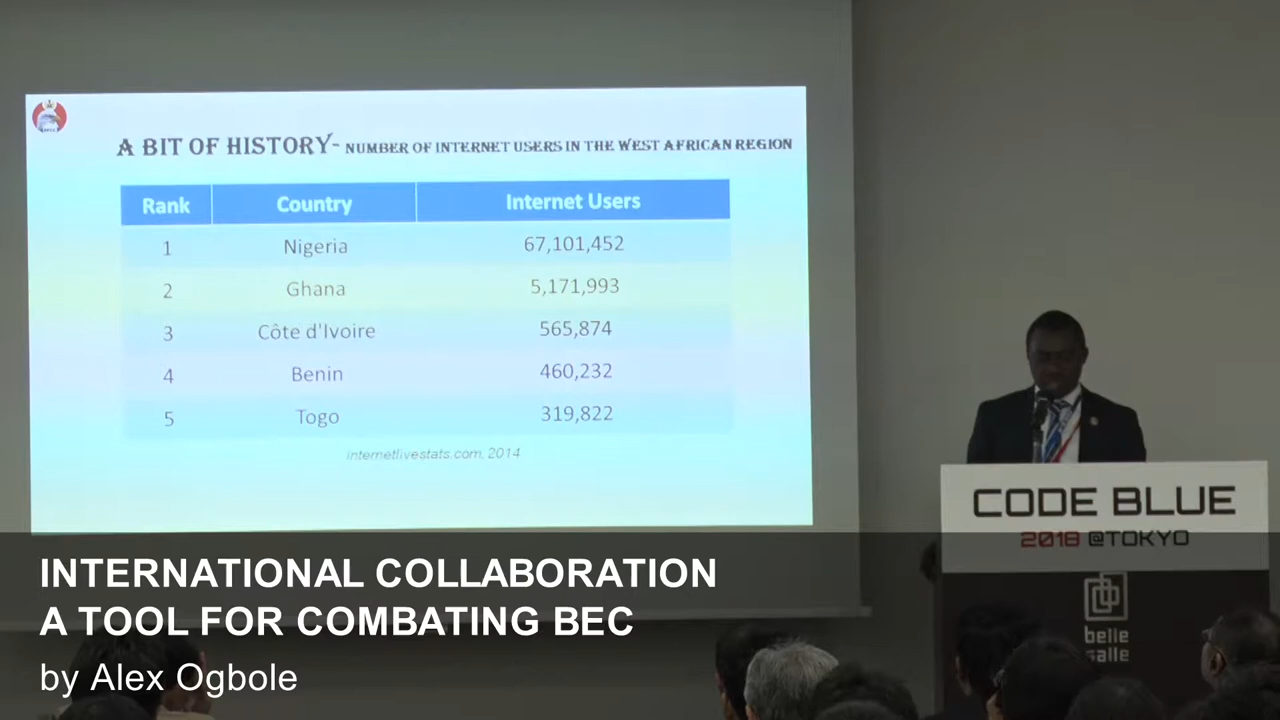 A BIT OF HISTORY- NUMBER OF INTERNET USERS IN THE WEST AFRICAN REGION
Rank Country Internet Users
1 Nigeria 67,101,452
2 Ghana 5,171,993
3 Côte d'Ivoire 565,874
4 Benin 460,232
5 Togo 319,822
internetlivestats.com, 2014
CODE BLUE
2018 @TOKYO
belle
salle
INTERNATIONAL COLLABORATION
A TOOL FOR COMBATING BEC
by Alex Ogbole